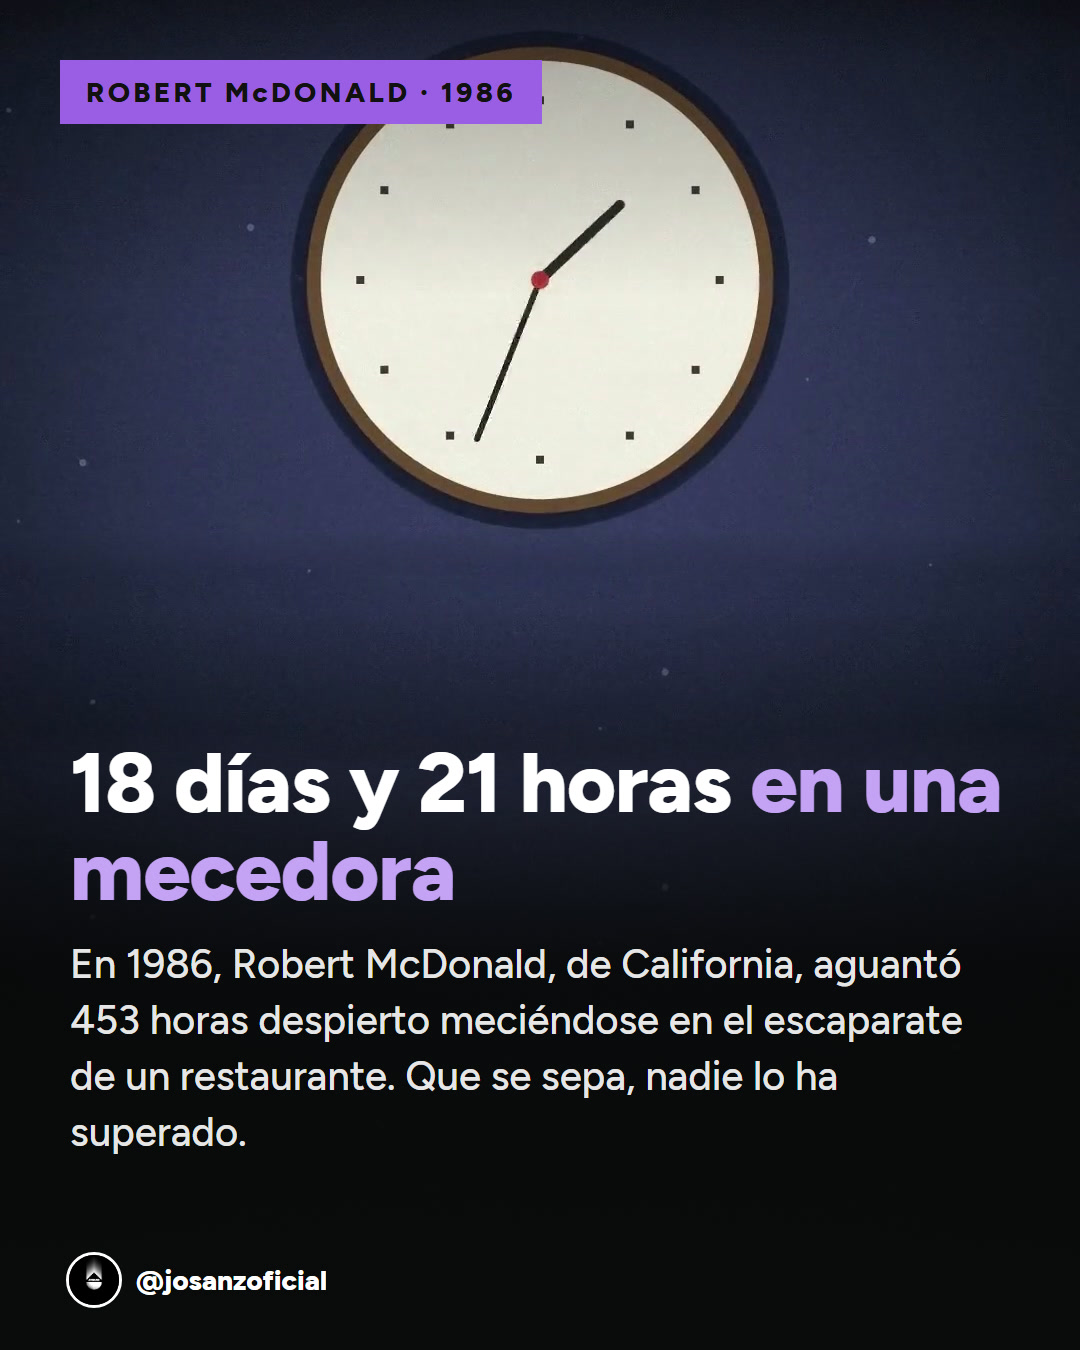 ROBERT McDONALD · 1986
18 días y 21 horas en una
mecedora
En 1986, Robert McDonald, de California, aguantó
453 horas despierto meciéndose en el escaparate
de un restaurante. Que se sepa, nadie lo ha
superado.
@josanzoficial